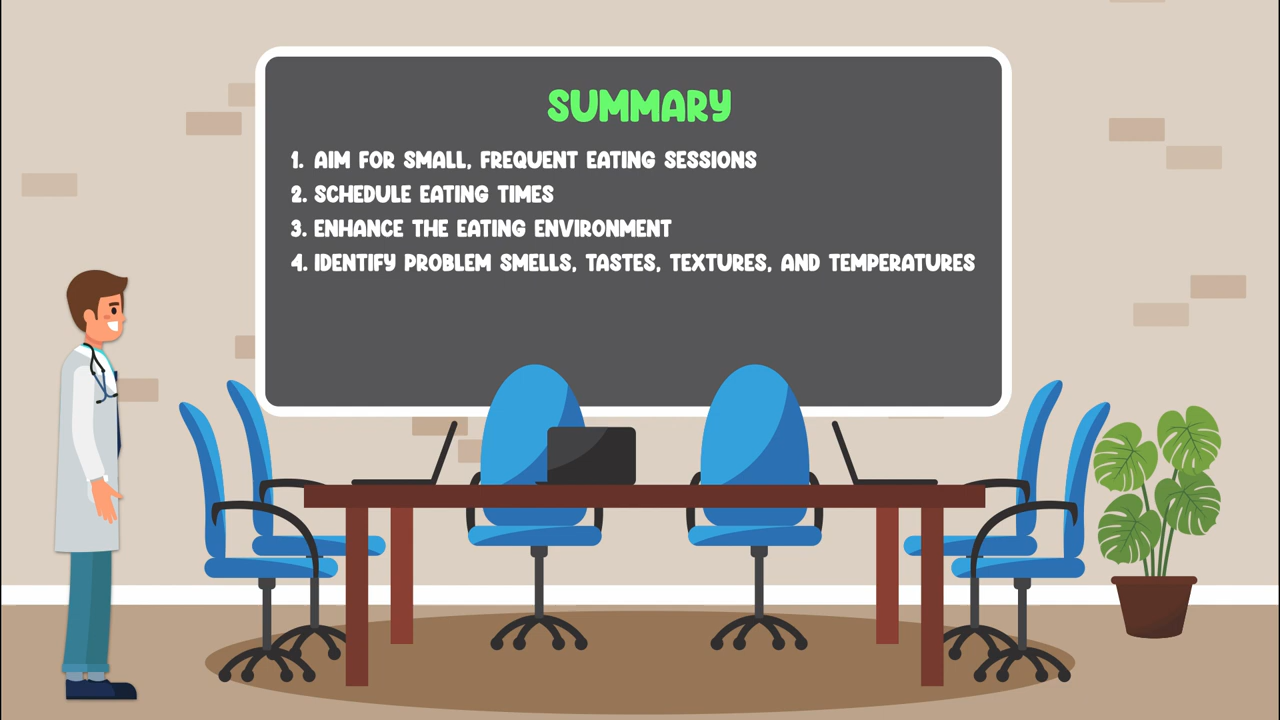 SUMMARY
1. AIM FOR SMALL, FREQUENT EATING SESSIONS
2. SCHEDULE EATING TIMES
3. ENHANCE THE EATING ENVIRONMENT
4. IDENTIFY PROBLEM SMELLS, TASTES, TEXTURES, AND TEMPERATURES